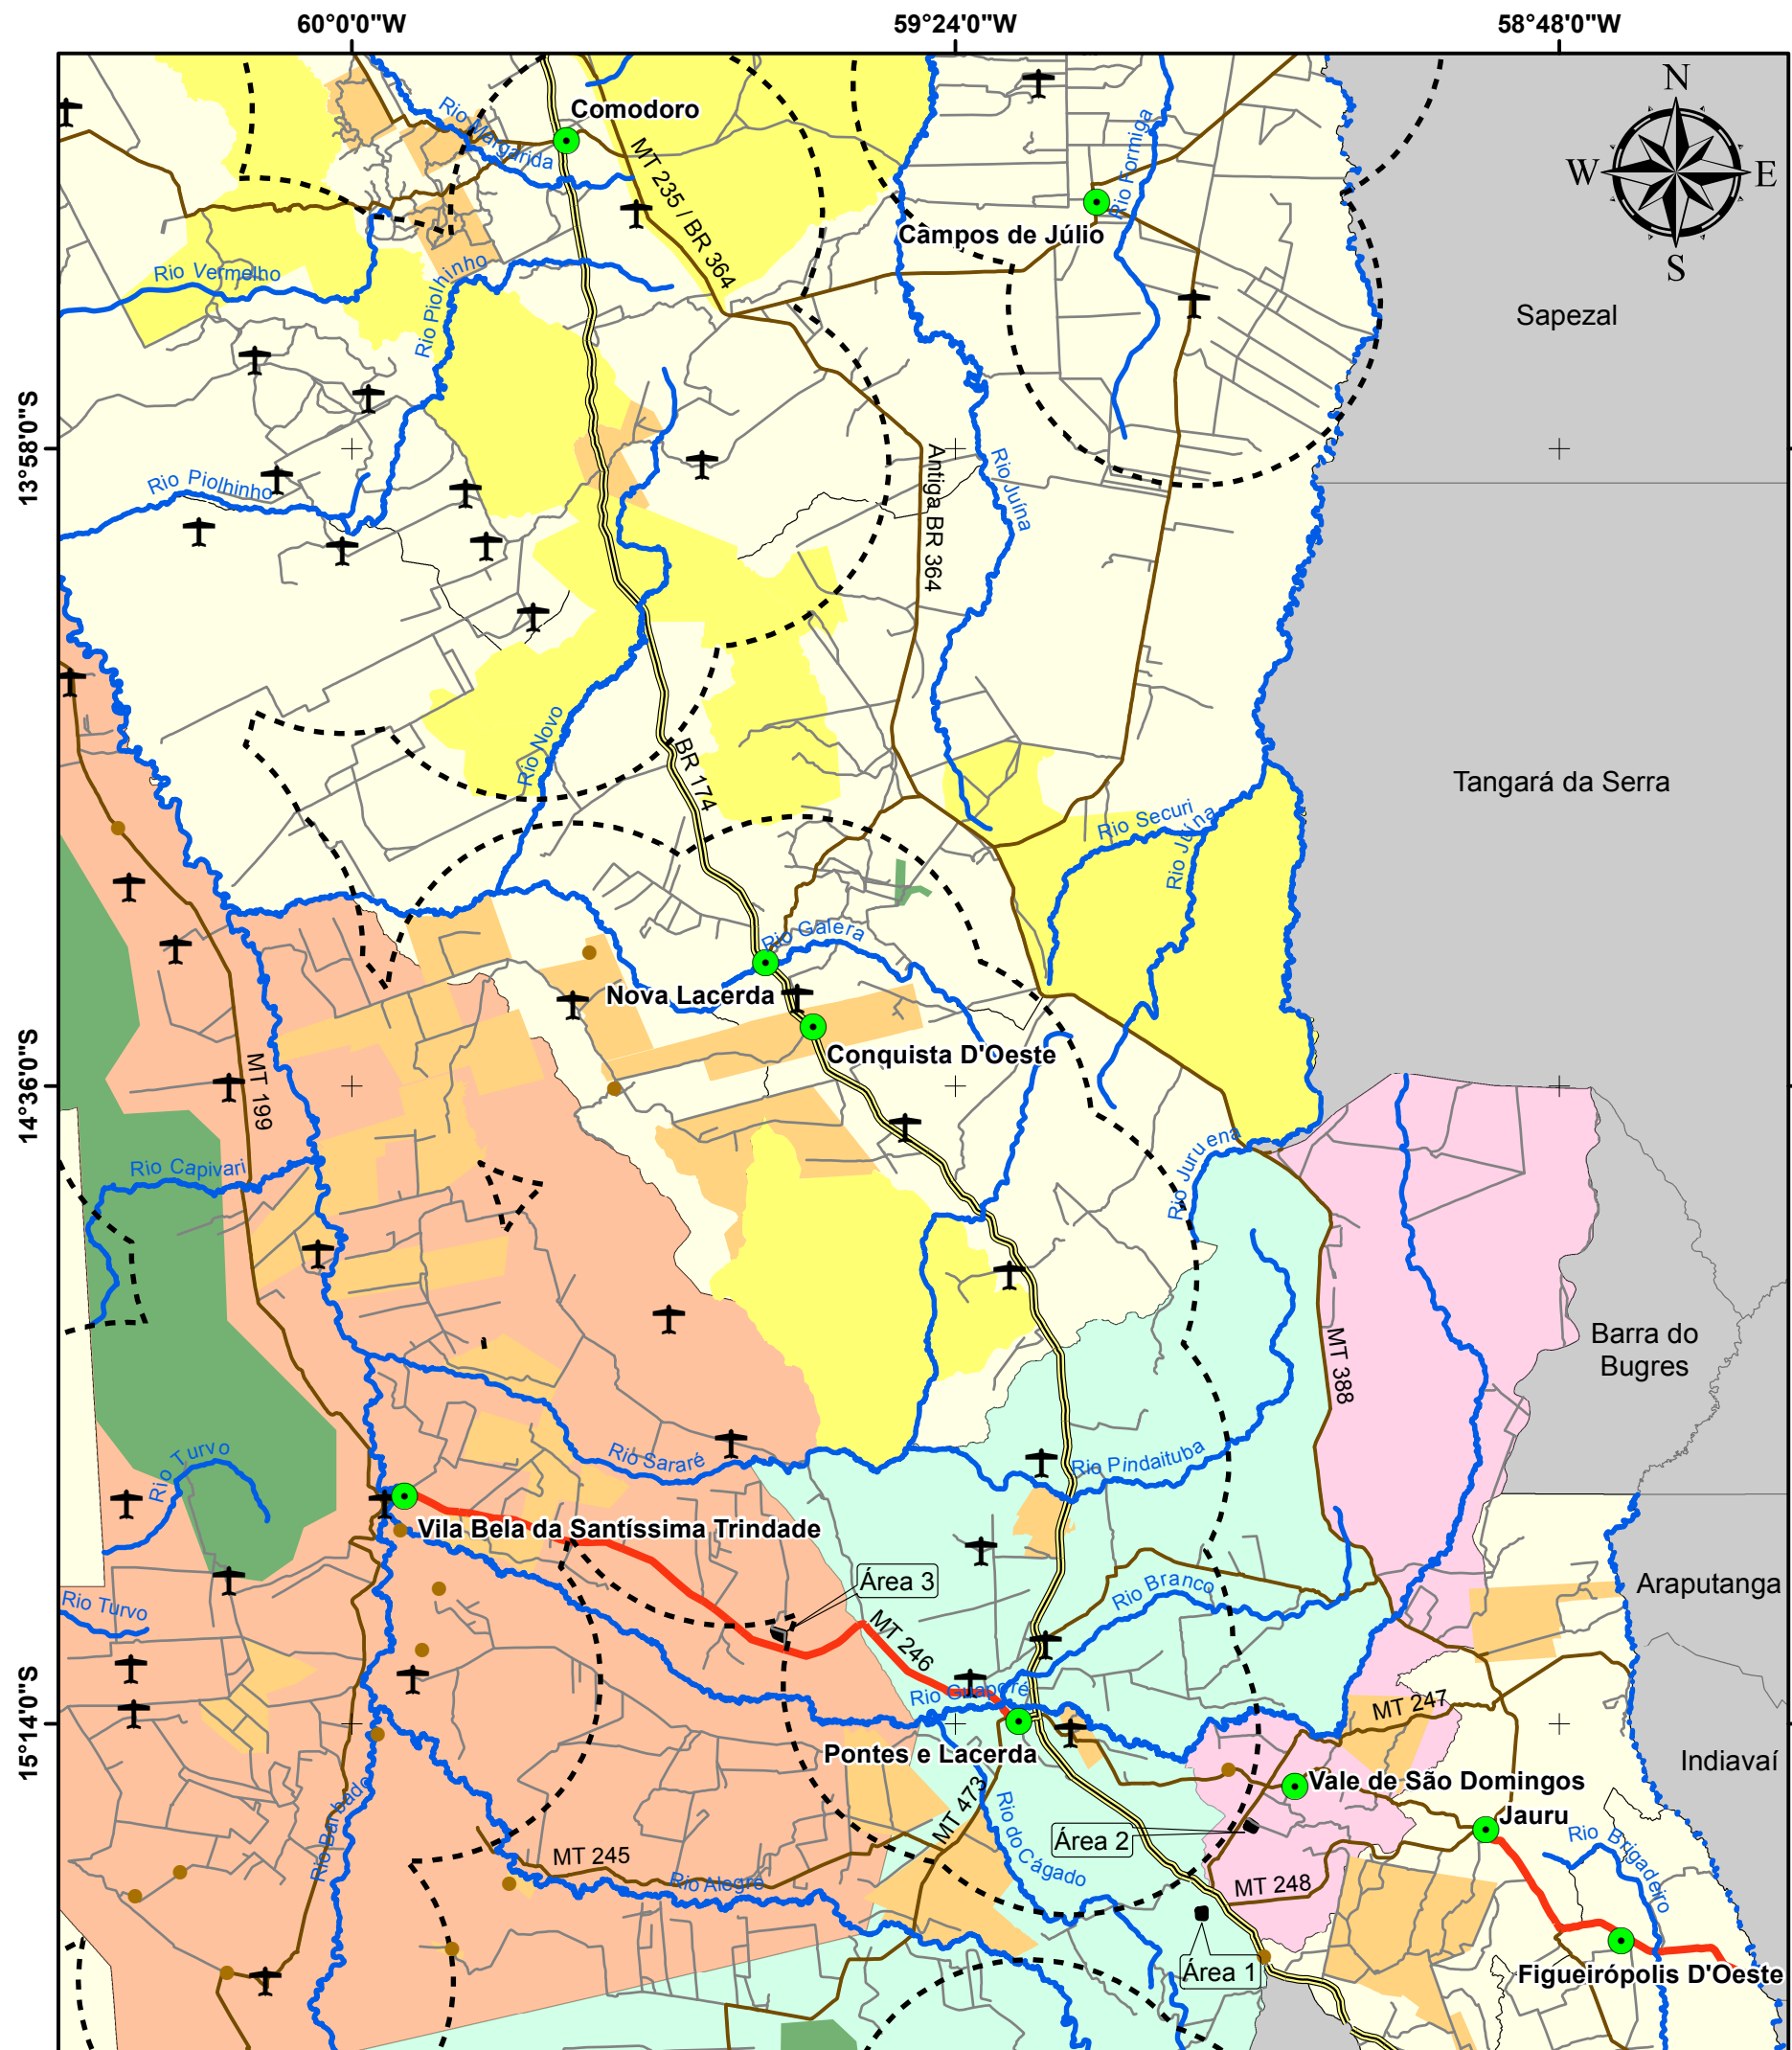 60°0'0"W
59°24'0"W
58°48'0"W
N
W
E
S
Comodoro
Rio Margarida
MT 235 / BR 364
Rio Formiga
Campos de Júlio
Rio Vermelho
Rio Piolhinho
Sapezal
13°58'0"S
Rio Piolhinho
Antiga BR 364
Rio Juína
Rio Novo
BR 174
Tangará da Serra
Rio Securi
Rio Juína
Rio Galera
Nova Lacerda
Conquista D'Oeste
14°36'0"S
MT 199
Rio Capivari
Rio Juruena
MT 388
Barra do
Bugres
Rio Turvo
Rio Sararé
Rio Pindaituba
Vila Bela da Santíssima Trindade
Área 3
Rio Branco
Araputanga
Rio Turvo
MT 246
Rio Guaporé
15°14'0"S
MT 247
Pontes e Lacerda
Indiavaí
Vale de São Domingos
Jauru
Rio Barbado
MT 473
Rio do Cágado
Área 2
Rio Brigadeiro
MT 245
Rio Alegre
MT 248
Área 1
Figueirópolis D'Oeste